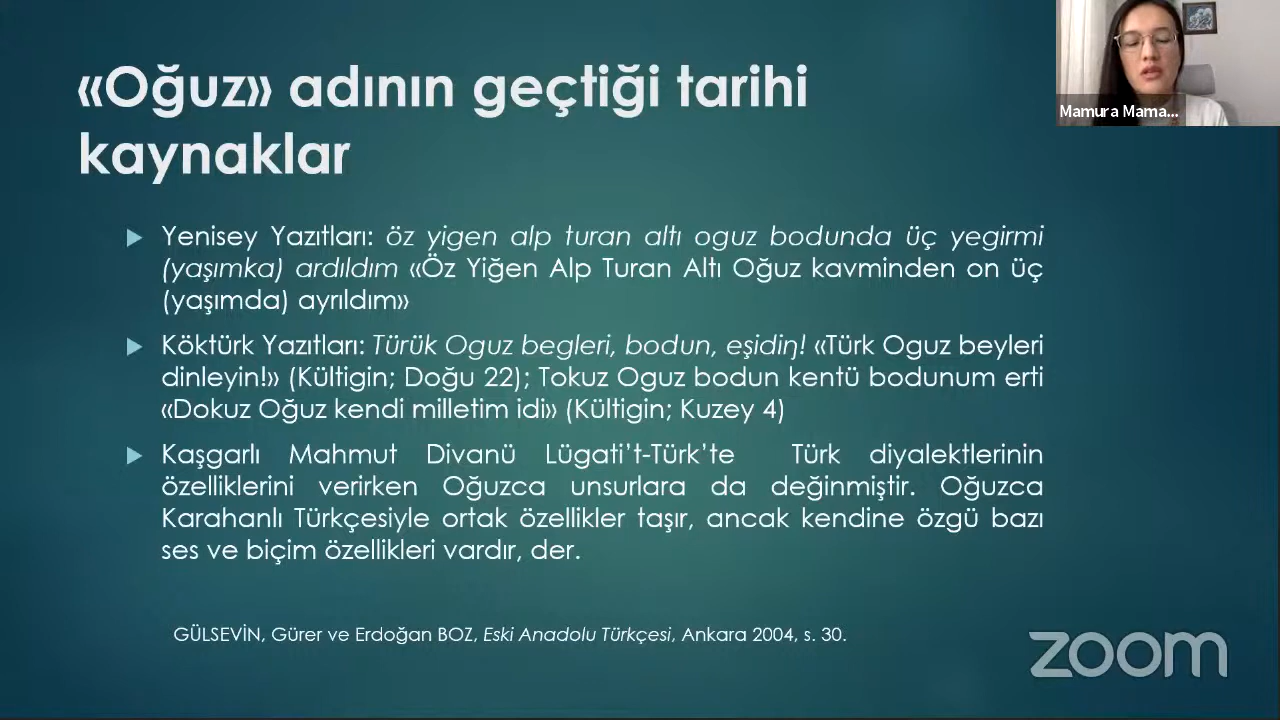 «Oğuz» adının geçtiği tarihi
kaynaklar
Mamura Mama...
Yenisey Yazıtları: öz yigen alp turan altı oguz bodunda üç yegirmi
(yaşımka) ardıldım «Öz Yiğen Alp Turan Altı Oğuz kavminden on üç
(yaşımda) ayrıldım»
Köktürk Yazıtları: Türük Oguz begleri, bodun, eşidiŋ! «Türk Oguz beyleri
dinleyin!» (Kültigin; Doğu 22); Tokuz Oguz bodun kentü bodunum erti
«Dokuz Oğuz kendi milletim idi» (Kültigin; Kuzey 4)
Kaşgarlı Mahmut Divanü Lügati’t-Türk’te Türk diyalektlerinin
özelliklerini verirken Oğuzca unsurlara da değinmiştir. Oğuzca
Karahanlı Türkçesiyle ortak özellikler taşır, ancak kendine özgü bazı
ses ve biçim özellikleri vardır, der.
GÜLSEVİN, Gürer ve Erdoğan BOZ, Eski Anadolu Türkçesi, Ankara 2004, s. 30.
zoom